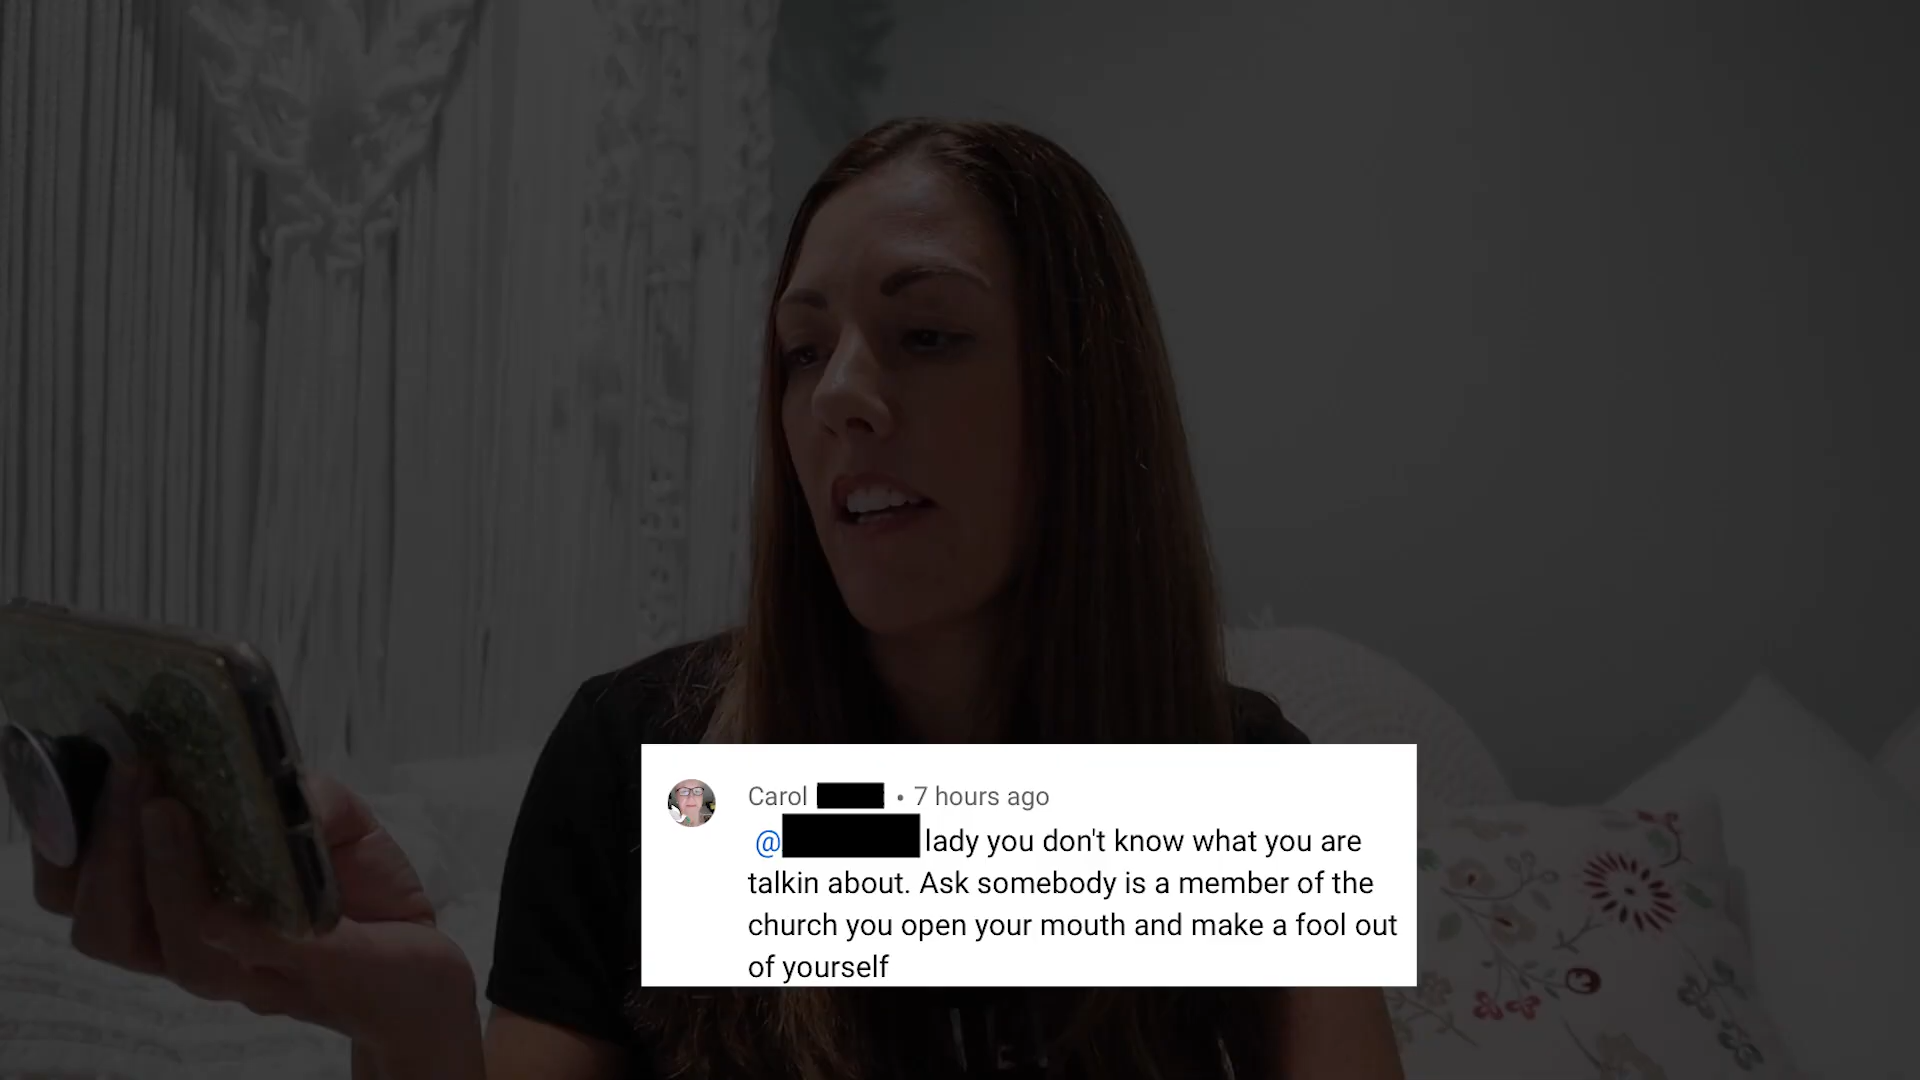 Carol • 7 hours ago
@ lady you don't know what you are
talkin about. Ask somebody is a member of the
church you open your mouth and make a fool out
of yourself